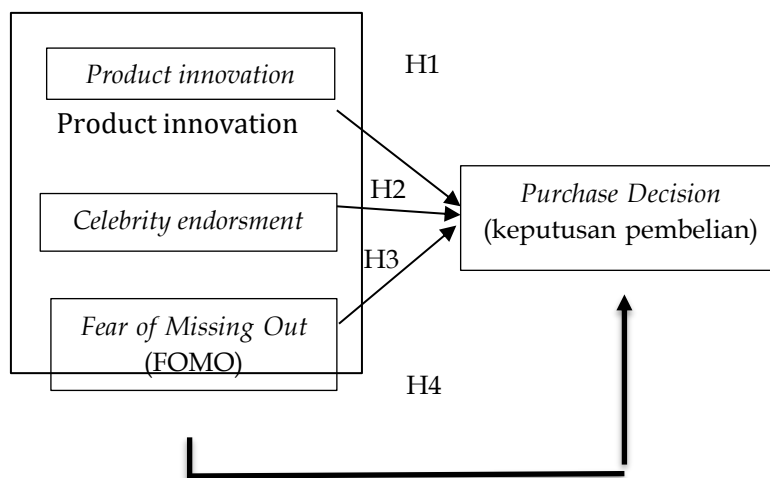 H1
Product innovation
Product innovation
H2
Celebrity endorsment
Purchase Decision
(keputusan pembelian)
H3
Fear of Missing Out
(FOMO)
H4